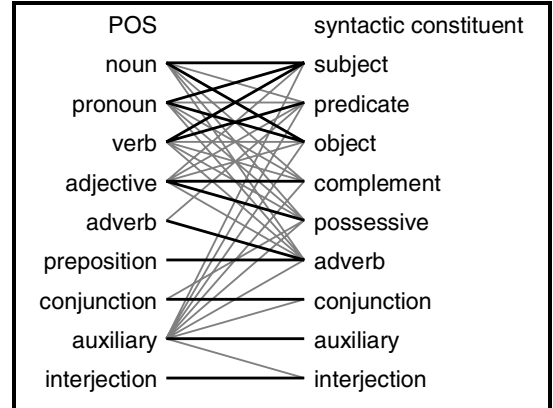 POS syntactic constituent
noun subject
pronoun predicate
verb object
adjective complement
adverb possessive
preposition adverb
conjunction conjunction
auxiliary auxiliary
interjection interjection